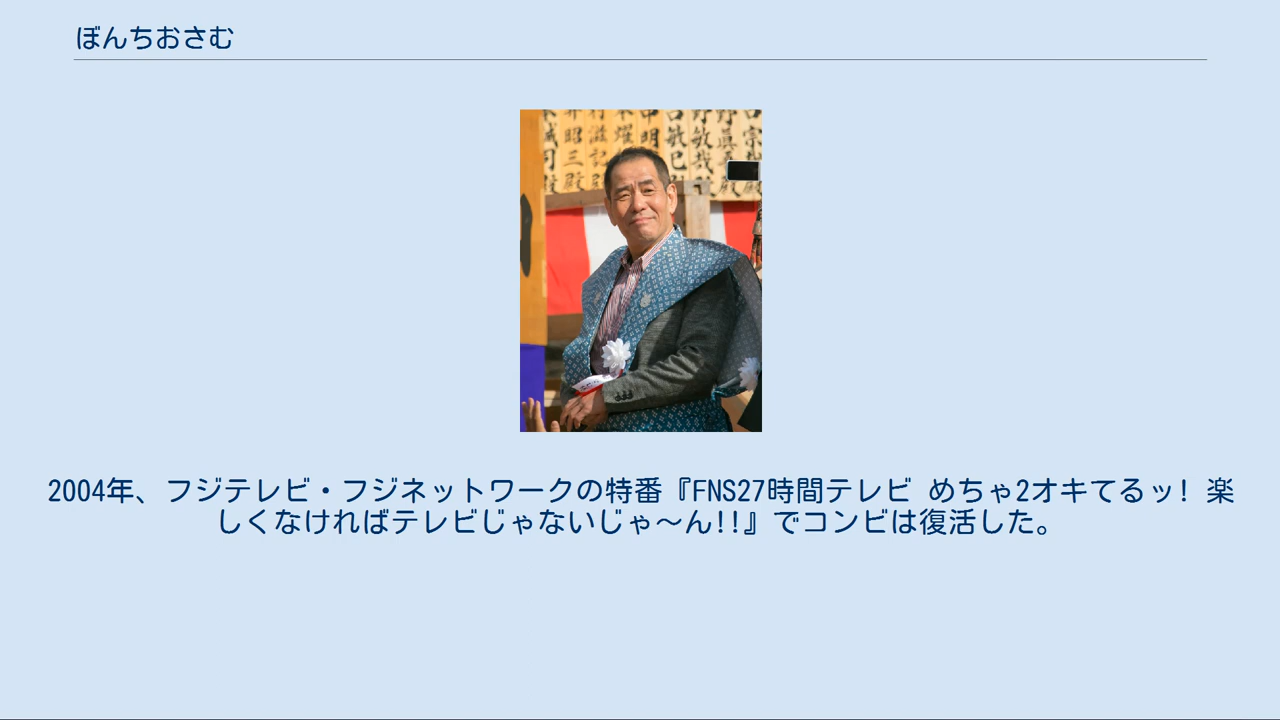 ぼんちおさむ
2004年、フジテレビ・フジネットワークの特番『FNS27時間テレビ めちゃ2オキてるッ! 楽
しくなければテレビじゃないじゃ〜ん!!』でコンビは復活した。